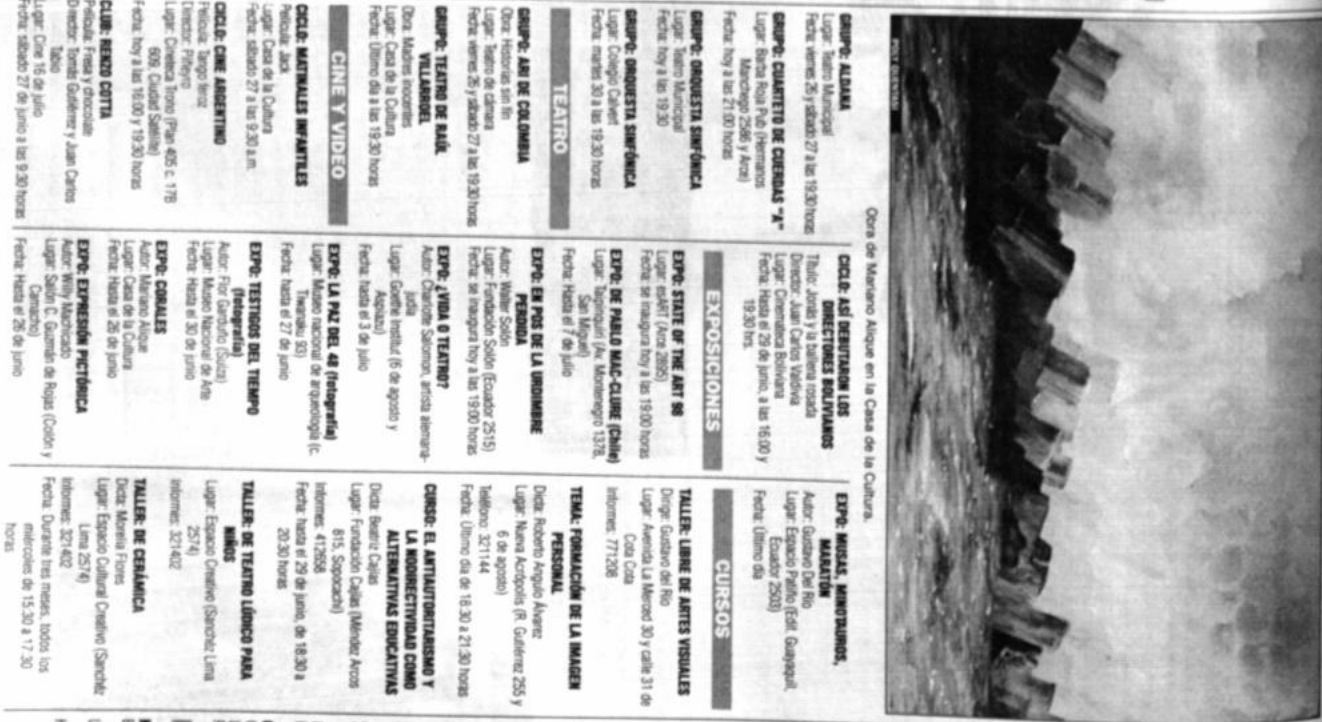 Obra de Mariano Alique en la Casa de la Cultura.
GRUPO: ALDANA
Lugar: Teatro Municipal
Fecha: viernes 26 y sábado 27 a las 19:30 horas
GRUPO: CUARTETO DE CUERDAS "A"
Lugar: Barba Roja Pub (Hermanos
Manchego 2586 y Arce)
Fecha: hoy a las 21:00 horas
GRUPO: ORQUESTA SINFÓNICA
Lugar: Teatro Municipal
Fecha hoy a las 19:30
GRUPO: ORQUESTA SINFÓNICA
Lugar: Colegio Calvert
Fecha martes 30 a las 19:30 horas
TEATRO
GRUPO: ARI DE COLOMBIA
Obra: Historias sin fin
Lugar: Teatro de cámara
Fecha: viernes 26 y sábado 27 a las 19:30 horas
GRUPO: TEATRO DE RAÚL
VILLARROEL
Obra: Madres inocentes
Lugar: Casa de la Cultura
Fecha: Último día a las 19:30 horas
CINE Y VIDEO
CICLO: MATINALES INFANTILES
Película: Jack
Lugar: Casa de la Cultura
Fecha: sábado 27 a las 9:30 a.m.
CICLO: CINE ARGENTINO
Película: Tango feroz
Director: Piñeyro
Lugar: Cineteca Trono (Plan 405 c. 17B
609, Ciudad Satélite)
Fecha: hoy a las 16:00 y 19:30 horas
CLUB: RENZO COTTA
Película: Fresa y chocolate
Director: Tomás Gutiérrez y Juan Carlos
Tabío
Lugar: Cine 16 de julio
Fecha: sábado 27 de junio a las 9:30 horas
CICLO: ASÍ DEBUTARON LOS
DIRECTORES BOLIVIANOS
Título: Jonás y la ballena rosada
Director: Juan Carlos Valdivia
Lugar: Cinemateca Boliviana
Fecha: Hasta el 29 de junio, a las 16:00 y
19:30 hrs.
EXPOSICIONES
EXPO: STATE OF THE ART 98
Lugar: esART (Arce 2895)
Fecha: se inaugura hoy a las 19:00 horas
EXPO: DE PABLO MAC-CLURE (Chile)
Lugar: Taipinquiri (Av. Montenegro 1378,
San Miguel)
Fecha: Hasta el 7 de julio
EXPO: EN POS DE LA URDIMBRE
PERDIDA
Autor: Walter Solón
Lugar: Fundación Solón (Ecuador 2515)
Fecha: se inaugura hoy a las 19:00 horas
EXPO: ¿VIDA O TEATRO?
Autor: Charlotte Salomon, artista alemana-
judía
Lugar: Goethe Institut (6 de agosto y
Aspiazu)
Fecha: hasta el 3 de julio
EXPO: LA PAZ DEL 48 (fotografía)
Lugar: Museo nacional de arqueología (c.
Tiwanaku 93)
Fecha: hasta el 27 de junio
EXPO: TESTIGOS DEL TIEMPO
(fotografía)
Autor: Flor Garduño (Suiza)
Lugar: Museo Nacional de Arte
Fecha: Hasta el 30 de junio
EXPO: CORALES
Autor: Mariano Alique
Lugar: Casa de la Cultura
Fecha: Hasta el 26 de junio
EXPO: EXPRESIÓN PICTÓRICA
Autor: Willy Machicado
Lugar: Salón C. Guzmán de Rojas (Colón y
Camacho)
Fecha: Hasta el 26 de junio
EXPO: MUSAS, MINOTAUROS,
MARATÓN
Autor: Gustavo Del Río
Lugar: Espacio Patiño (Edif. Guayaquil,
Ecuador 2503)
Fecha: Último día
CURSOS
TALLER: LIBRE DE ARTES VISUALES
Dirige: Gustavo del Río
Lugar: Avenida La Merced 30 y calle 31 de
Cota Cota
Informes: 771208
TEMA: FORMACIÓN DE LA IMAGEN
PERSONAL
Dicta: Roberto Angulo Álvarez
Lugar: Nueva Acrópolis (R. Gutiérrez 255 y
6 de agosto)
Teléfono: 321144
Fecha: Último día de 18:30 a 21:30 horas
CURSO: EL ANTIAUTORITARISMO Y
LA NODIRECTIVIDAD COMO
ALTERNATIVAS EDUCATIVAS
Dicta: Beatriz Cajías
Lugar: Fundación Cajías (Méndez Arcos
815, Sopocachi)
Informes: 412608
Fecha: hasta el 29 de junio, de 18:30 a
20:30 horas
TALLER: DE TEATRO LÚDICO PARA
NIÑOS
Lugar: Espacio Creativo (Sanchez Lima
2574)
Informes: 321402
TALLER: DE CERÁMICA
Dicta: Morelia Flores
Lugar: Espacio Cultural Creativo (Sanchéz
Lima 2574)
Informes: 321402
Fecha: Durante tres meses, todos los
miércoles de 15:30 a 17:30
horas